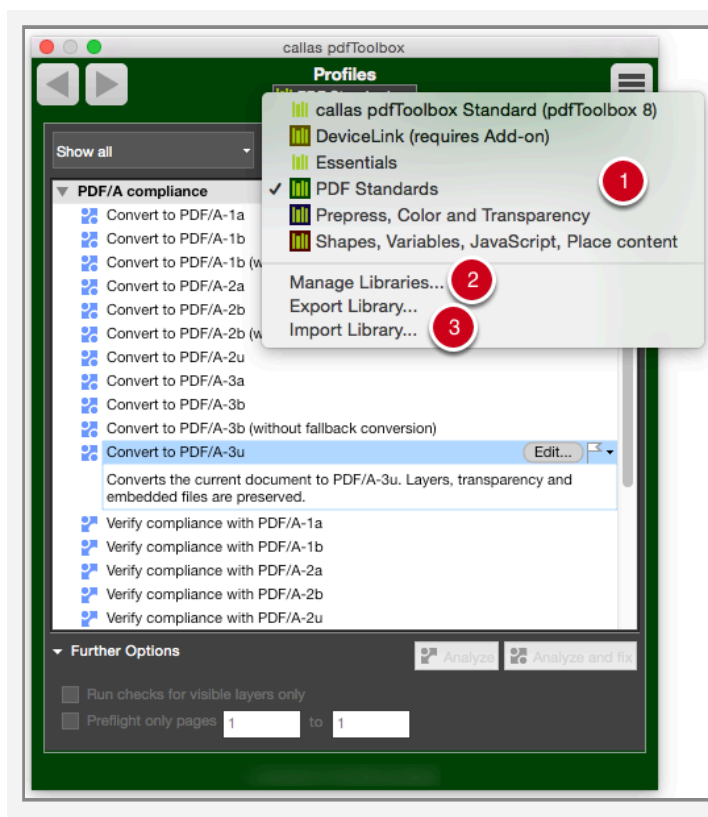 callas pdfToolbox
Profiles
callas pdfToolbox Standard (pdfToolbox 8)
DeviceLink (requires Add-on)
Essentials
✓ PDF Standards
1
Prepress, Color and Transparency
Shapes, Variables, JavaScript, Place content
Manage Libraries...
2
Export Library...
Import Library...
3
Show all
PDF/A compliance
Convert to PDF/A-1a
Convert to PDF/A-1b
Convert to PDF/A-1b (w
Convert to PDF/A-2a
Convert to PDF/A-2b
Convert to PDF/A-2b (w
Convert to PDF/A-2u
Convert to PDF/A-3a
Convert to PDF/A-3b
Convert to PDF/A-3b (without fallback conversion)
Convert to PDF/A-3u Edit...
Converts the current document to PDF/A-3u. Layers, transparency and
embedded files are preserved.
Verify compliance with PDF/A-1a
Verify compliance with PDF/A-1b
Verify compliance with PDF/A-2a
Verify compliance with PDF/A-2b
Verify compliance with PDF/A-2u
Further Options
Analyze Analyze and fix
Run checks for visible layers only
Preflight only pages 1 to 1